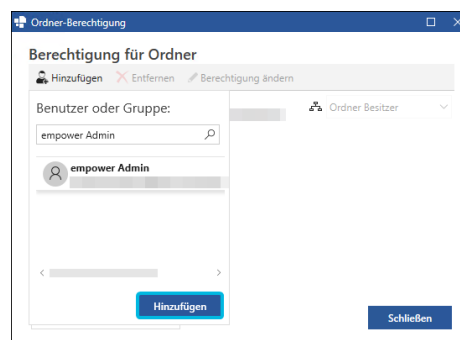 Ordner-Berechtigung
Berechtigung für Ordner
Hinzufügen Entfernen Berechtigung ändern
Benutzer oder Gruppe:
Ordner Besitzer
empower Admin
empower Admin
Hinzufügen
Schließen